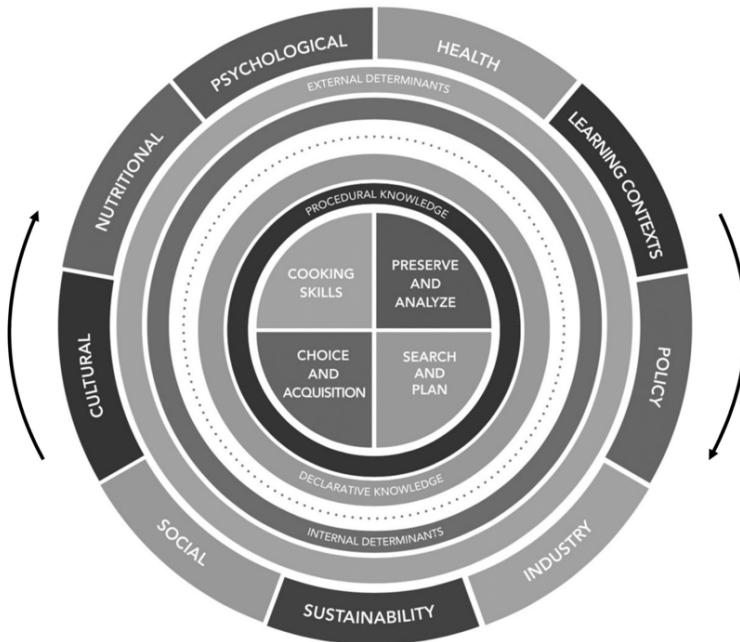 PSYCHOLOGICAL
HEALTH
LEARNING CONTEXTS
POLICY
INDUSTRY
SUSTAINABILITY
SOCIAL
CULTURAL
NUTRITIONAL
EXTERNAL DETERMINANTS
PROCEDURAL KNOWLEDGE
COOKING
SKILLS
PRESERVE
AND
ANALYZE
CHOICE
AND
ACQUISITION
SEARCH
AND
PLAN
DECLARATIVE KNOWLEDGE
INTERNAL DETERMINANTS